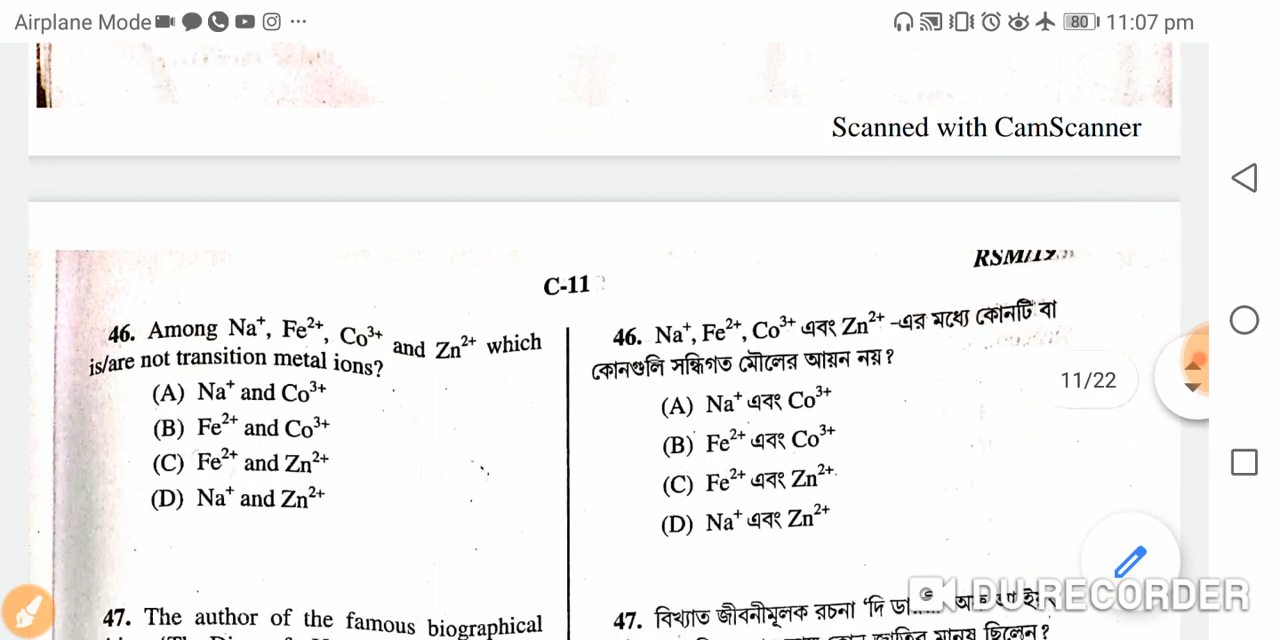 Airplane Mode ...
80 11:07 pm
Scanned with CamScanner
C-11
46. Among Na⁺, Fe²⁺, Co³⁺ and Zn²⁺ which
is/are not transition metal ions?
(A) Na⁺ and Co³⁺
(B) Fe²⁺ and Co³⁺
(C) Fe²⁺ and Zn²⁺
(D) Na⁺ and Zn²⁺
47. The author of the famous biographical
46. Na⁺, Fe²⁺, Co³⁺ এবং Zn²⁺ -এর মধ্যে কোনটি বা
কোনগুলি সন্ধিগত মৌলের আয়ন নয়?
(A) Na⁺ এবং Co³⁺
(B) Fe²⁺ এবং Co³⁺
(C) Fe²⁺ এবং Zn²⁺
(D) Na⁺ এবং Zn²⁺
47. বিখ্যাত জীবনীমূলক রচনা ‘দি
11/22
DU RECORDER